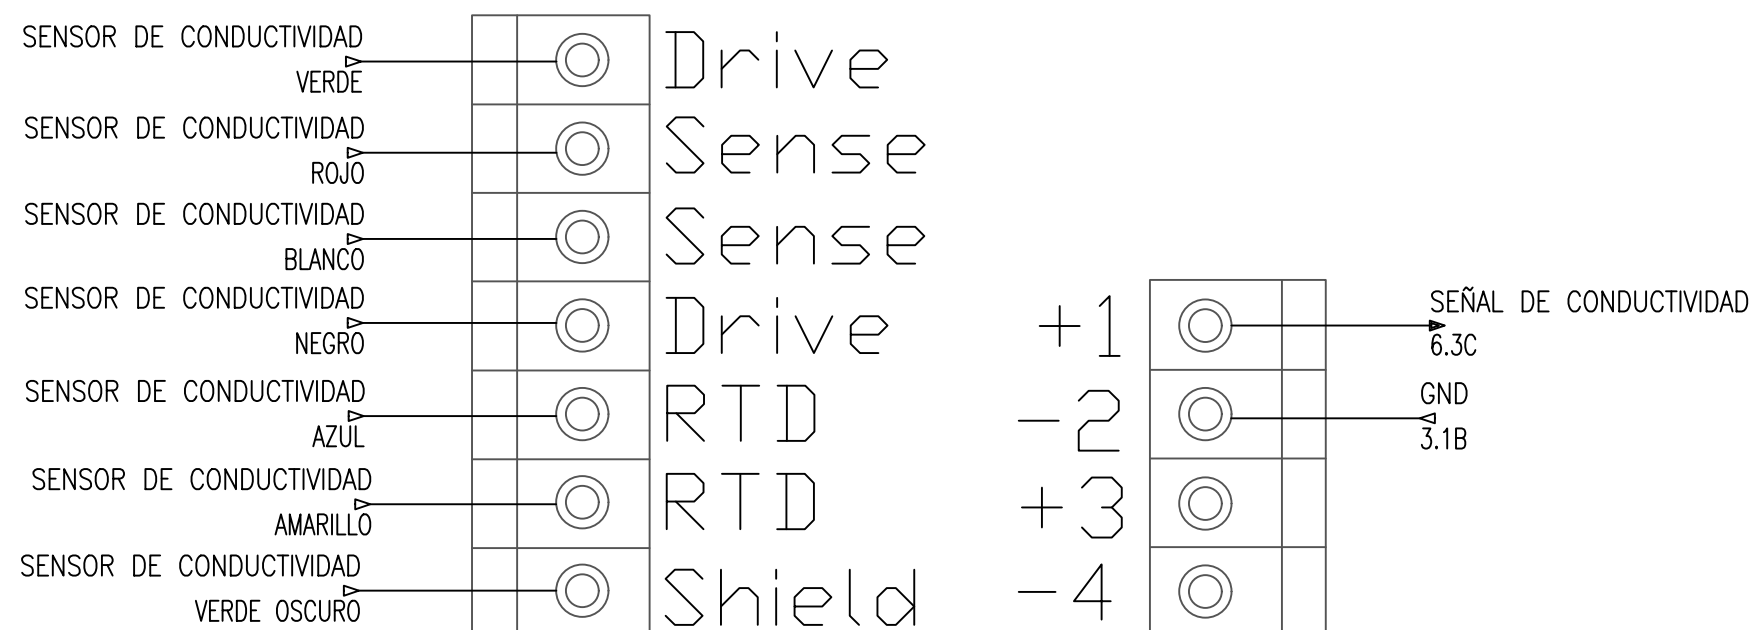 SENSOR DE CONDUCTIVIDAD
VERDE
Drive
SENSOR DE CONDUCTIVIDAD
ROJO
Sense
SENSOR DE CONDUCTIVIDAD
BLANCO
Sense
SENSOR DE CONDUCTIVIDAD
NEGRO
Drive
SENSOR DE CONDUCTIVIDAD
AZUL
RTD
SENSOR DE CONDUCTIVIDAD
AMARILLO
RTD
SENSOR DE CONDUCTIVIDAD
VERDE OSCURO
Shield
+1
SEÑAL DE CONDUCTIVIDAD
6.3C
-2
GND
3.1B
+3
-4